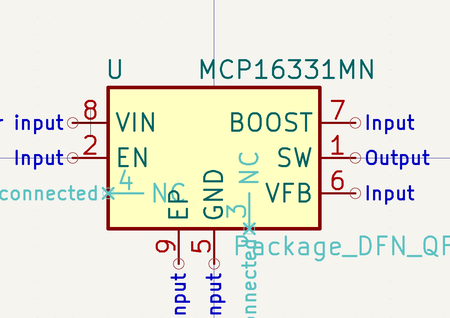 U MCP16331MN
r input 8 VIN BOOST 7 Input
Input 2 EN SW 1 Output
connected 4 NC VFB 6 Input
EP GND NC
9 5 3
Package_DFN_QF
nput nput nnected